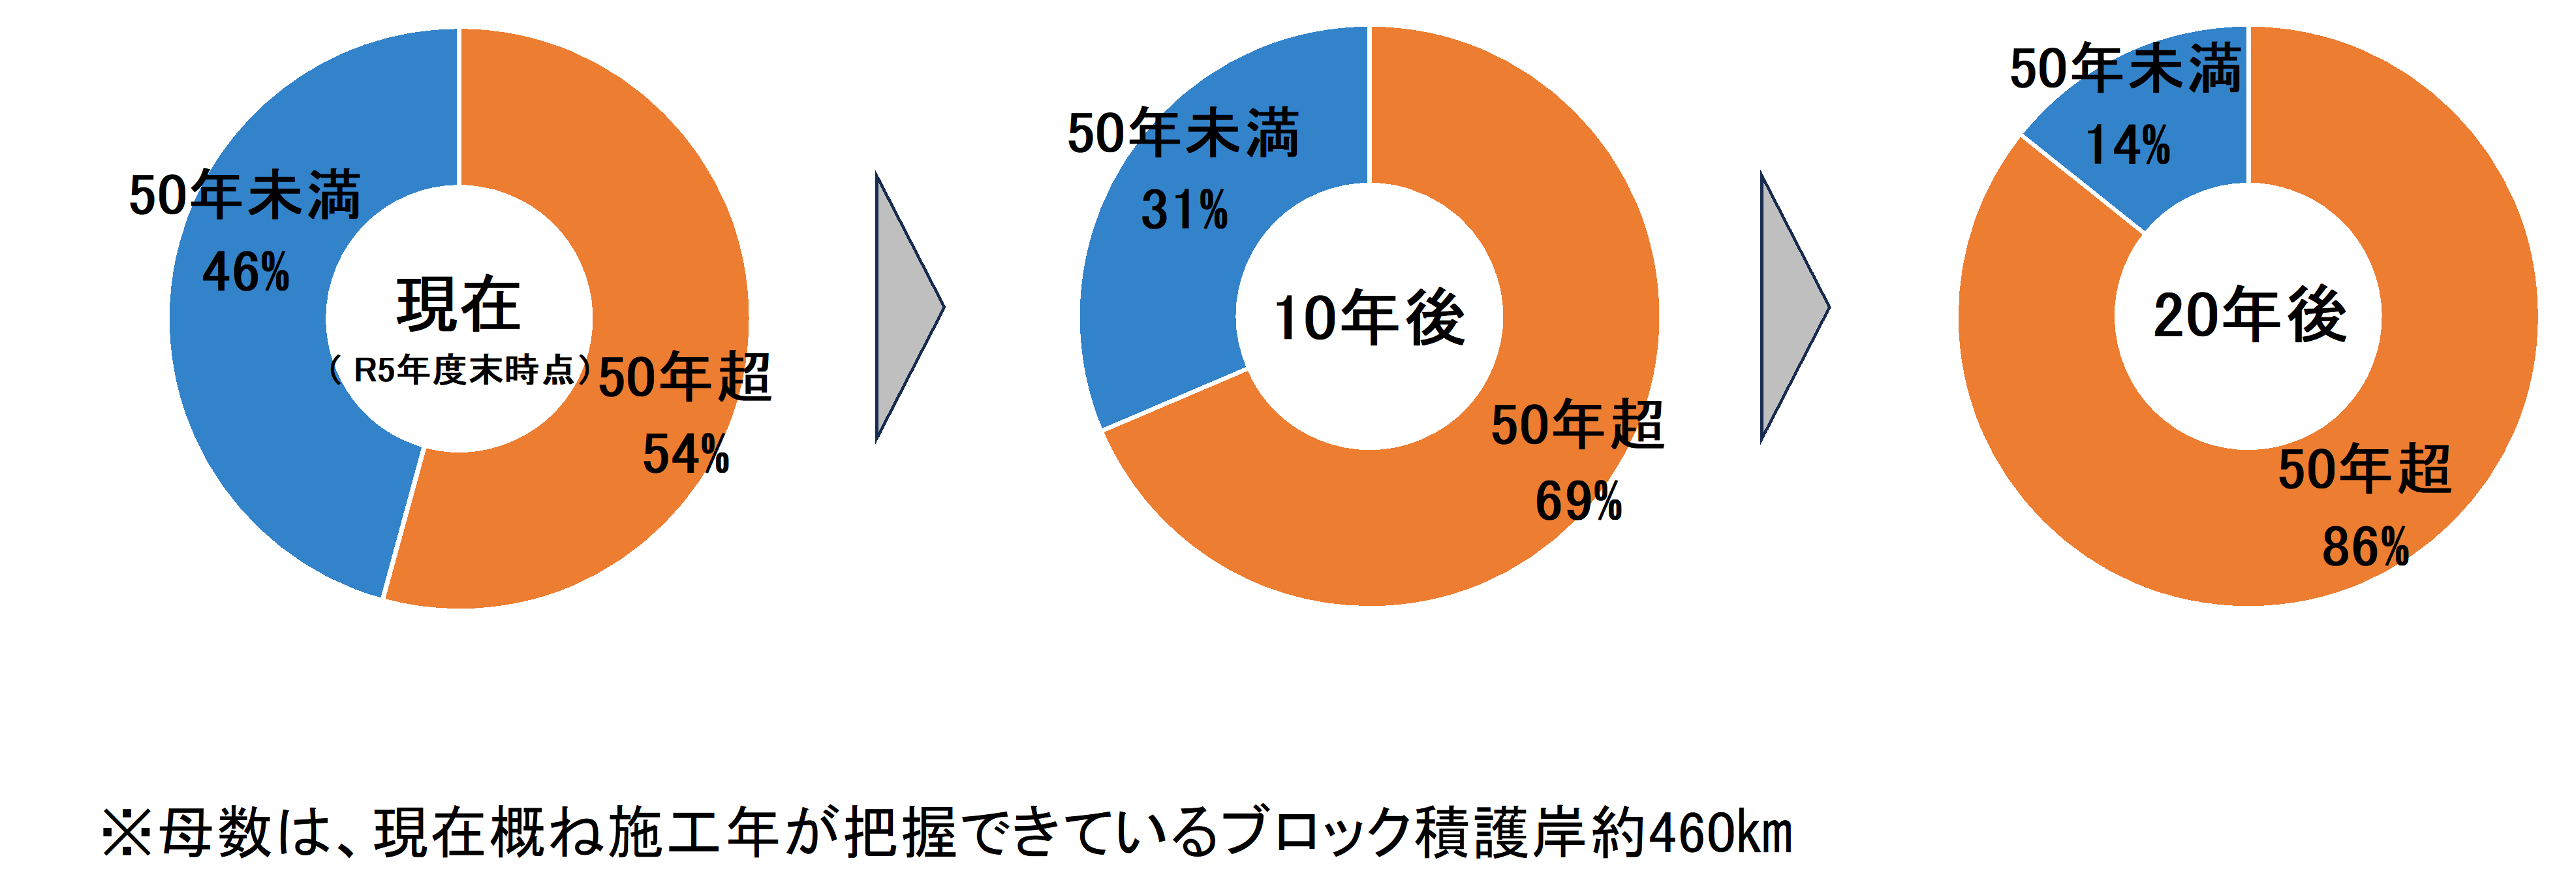 50年未満
46%
現在
（R5年度末時点）
50年超
54%
50年未満
31%
10年後
50年超
69%
50年未満
14%
20年後
50年超
86%
※母数は、現在概ね施工年が把握できているブロック積護岸約460km